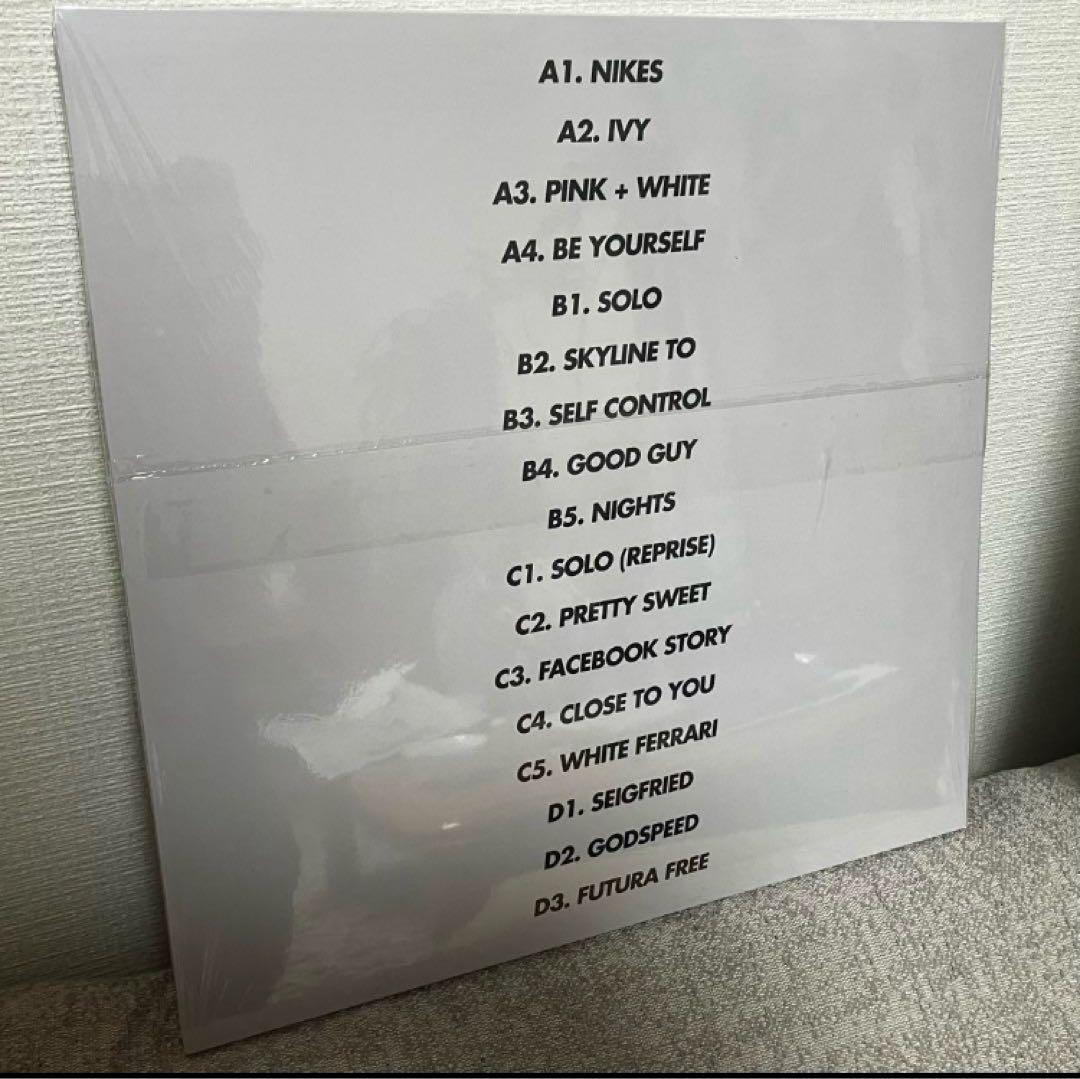 A1. NIKES
A2. IVY
A3. PINK + WHITE
A4. BE YOURSELF
B1. SOLO
B2. SKYLINE TO
B3. SELF CONTROL
B4. GOOD GUY
B5. NIGHTS
C1. SOLO (REPRISE)
C2. PRETTY SWEET
C3. FACEBOOK STORY
C4. CLOSE TO YOU
C5. WHITE FERRARI
D1. SEIGFRIED
D2. GODSPEED
D3. FUTURA FREE